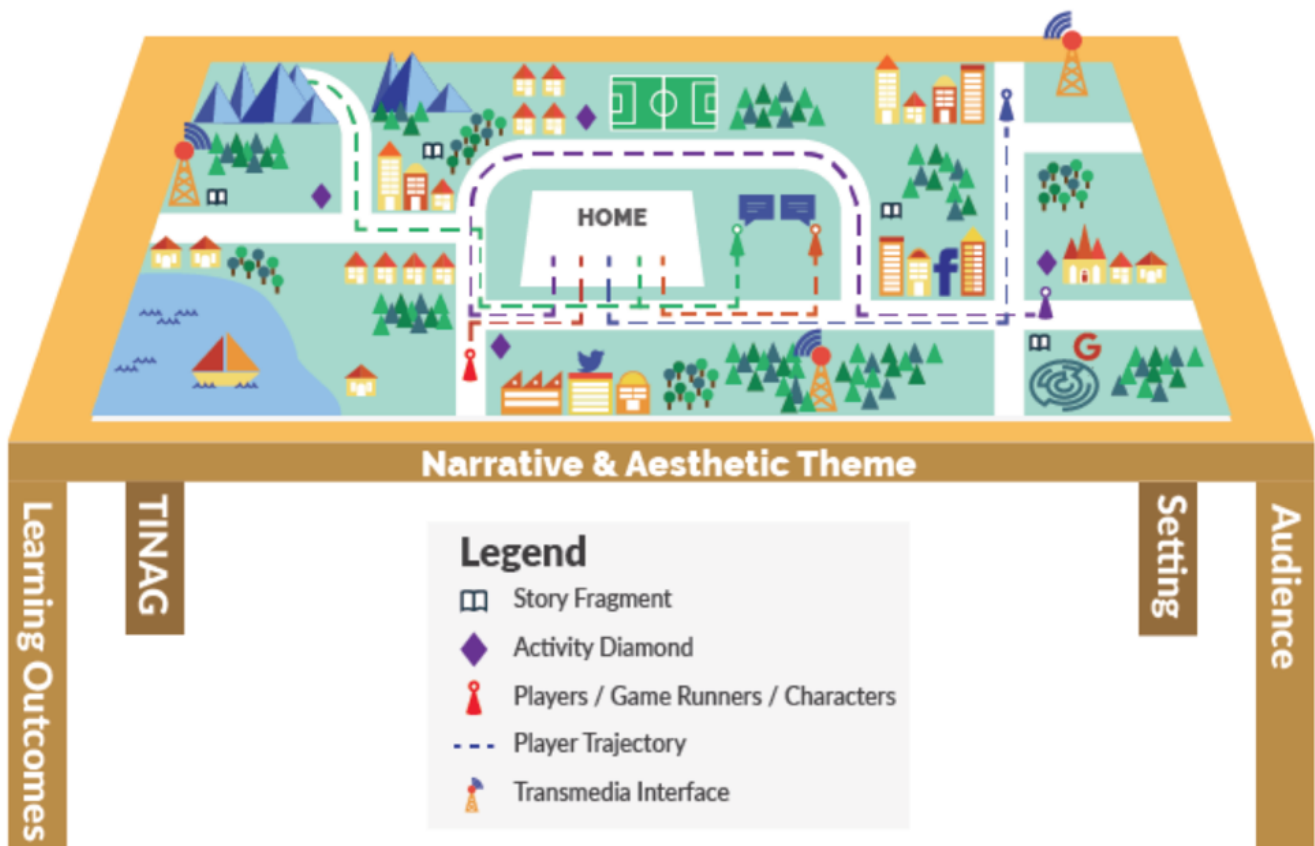 HOME
f
G
Narrative & Aesthetic Theme
Learning Outcomes
TINAG
Setting
Audience
Legend
Story Fragment
Activity Diamond
Players / Game Runners / Characters
Player Trajectory
Transmedia Interface